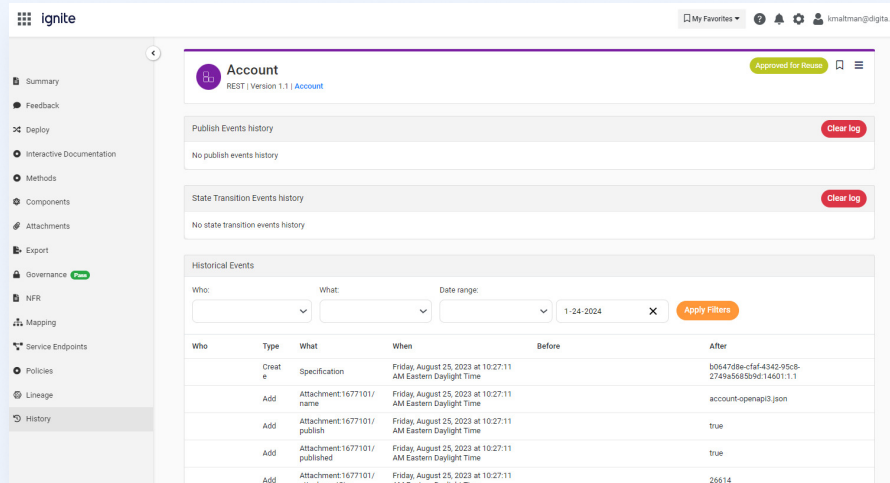 ignite
My Favorites
kmaltman@digita.
Summary
Feedback
Deploy
Interactive Documentation
Methods
Components
Attachments
Export
Governance Pass
NFR
Mapping
Service Endpoints
Policies
Lineage
History
Account
REST | Version 1.1 | Account
Approved for Reuse
Publish Events history
Clear log
No publish events history
State Transition Events history
Clear log
No state transition events history
Historical Events
Who:
What:
Date range:
1-24-2024
Apply Filters
Who Type What When Before After
Creat
e
Specification
Friday, August 25, 2023 at 10:27:11
AM Eastern Daylight Time
b0647d8e-cfaf-4342-95c8-
2749a5685b9d:14601:1.1
Add
Attachment:1677101/
name
Friday, August 25, 2023 at 10:27:11
AM Eastern Daylight Time
account-openapi3.json
Add
Attachment:1677101/
publish
Friday, August 25, 2023 at 10:27:11
AM Eastern Daylight Time
true
Add
Attachment:1677101/
published
Friday, August 25, 2023 at 10:27:11
AM Eastern Daylight Time
true
Add
Attachment:1677101/
Friday, August 25, 2023 at 10:27:11
26614